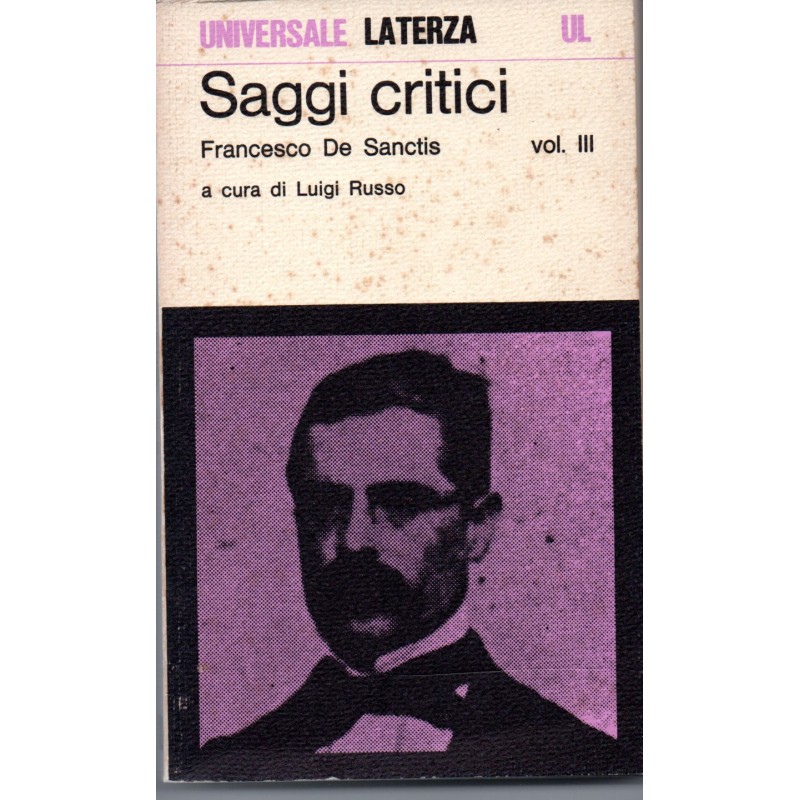 UNIVERSALE LATERZA UL
Saggi critici
Francesco De Sanctis vol. III
a cura di Luigi Russo